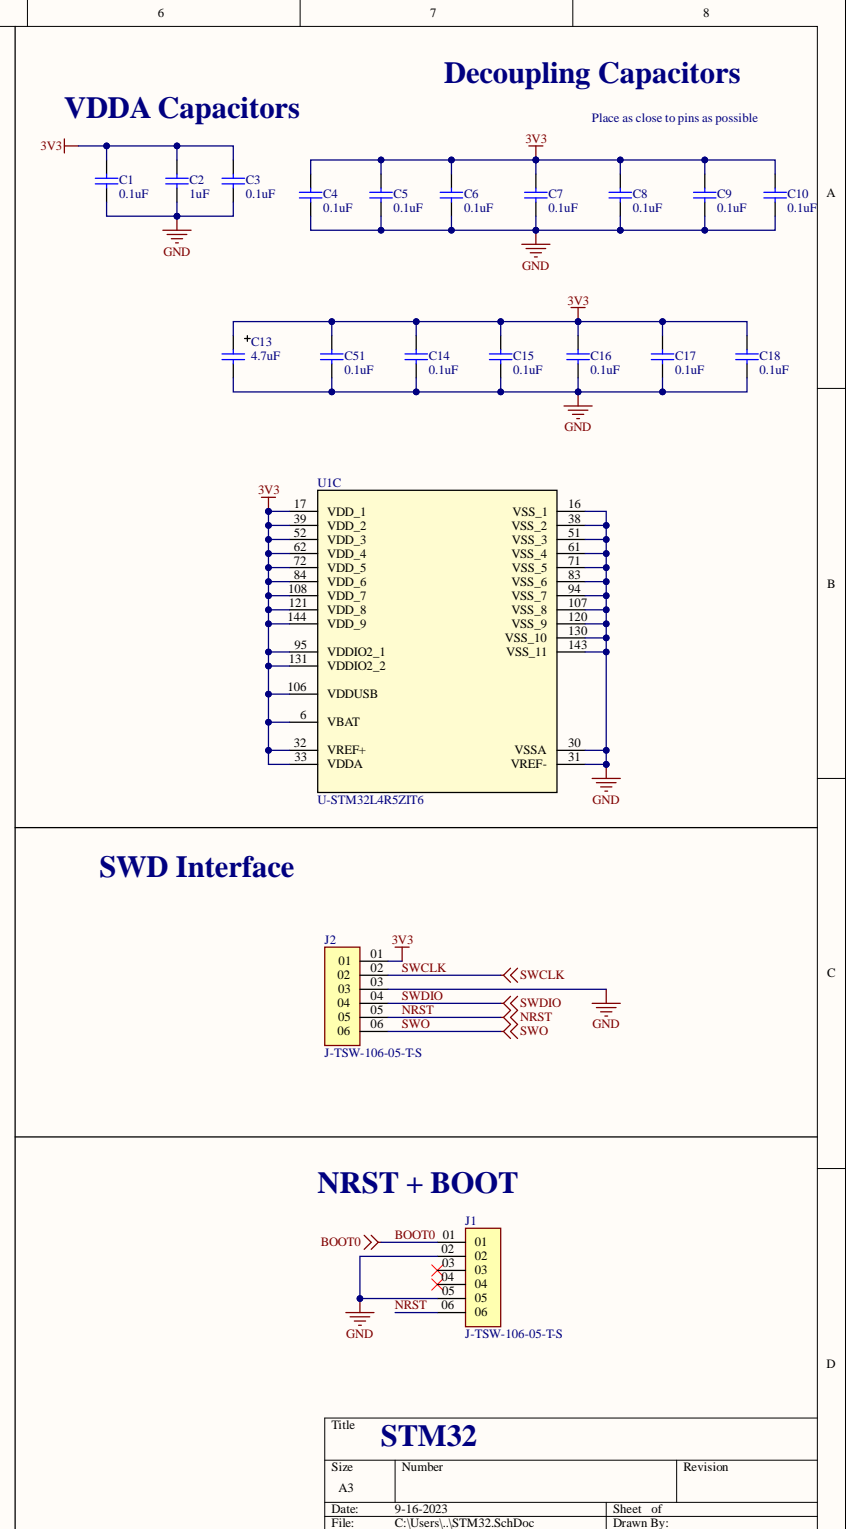 6 7 8
Decoupling Capacitors
VDDA Capacitors
Place as close to pins as possible
3V3
C1
0.1uF
C2
1uF
C3
0.1uF
GND
3V3
C4
0.1uF
C5
0.1uF
C6
0.1uF
C7
0.1uF
C8
0.1uF
C9
0.1uF
C10
0.1uF
GND
A
3V3
+C13
4.7uF
C51
0.1uF
C14
0.1uF
C15
0.1uF
C16
0.1uF
C17
0.1uF
C18
0.1uF
GND
U1C
3V3
17 VDD_1 VSS_1 16
39 VDD_2 VSS_2 38
52 VDD_3 VSS_3 51
62 VDD_4 VSS_4 61
72 VDD_5 VSS_5 71
84 VDD_6 VSS_6 83
108 VDD_7 VSS_7 94
121 VDD_8 VSS_8 107
144 VDD_9 VSS_9 120
VSS_10 130
95 VDDIO2_1 VSS_11 143
131 VDDIO2_2
106 VDDUSB
6 VBAT
32 VREF+ VSSA 30
33 VDDA VREF- 31
GND
U-STM32L4R5ZIT6
B
SWD Interface
J2
3V3
01 01
02 02 SWCLK SWCLK
03 03
04 04 SWDIO SWDIO
05 05 NRST NRST
06 06 SWO SWO
GND
J-TSW-106-05-T-S
C
NRST + BOOT
J1
BOOT0 BOOT0 01 01
02 02
03 03
04 04
05 05
NRST 06 06
GND
J-TSW-106-05-T-S
D
Title STM32
Size Number Revision
A3
Date: 9-16-2023 Sheet of
File: C:\Users\..\STM32.SchDoc Drawn By: